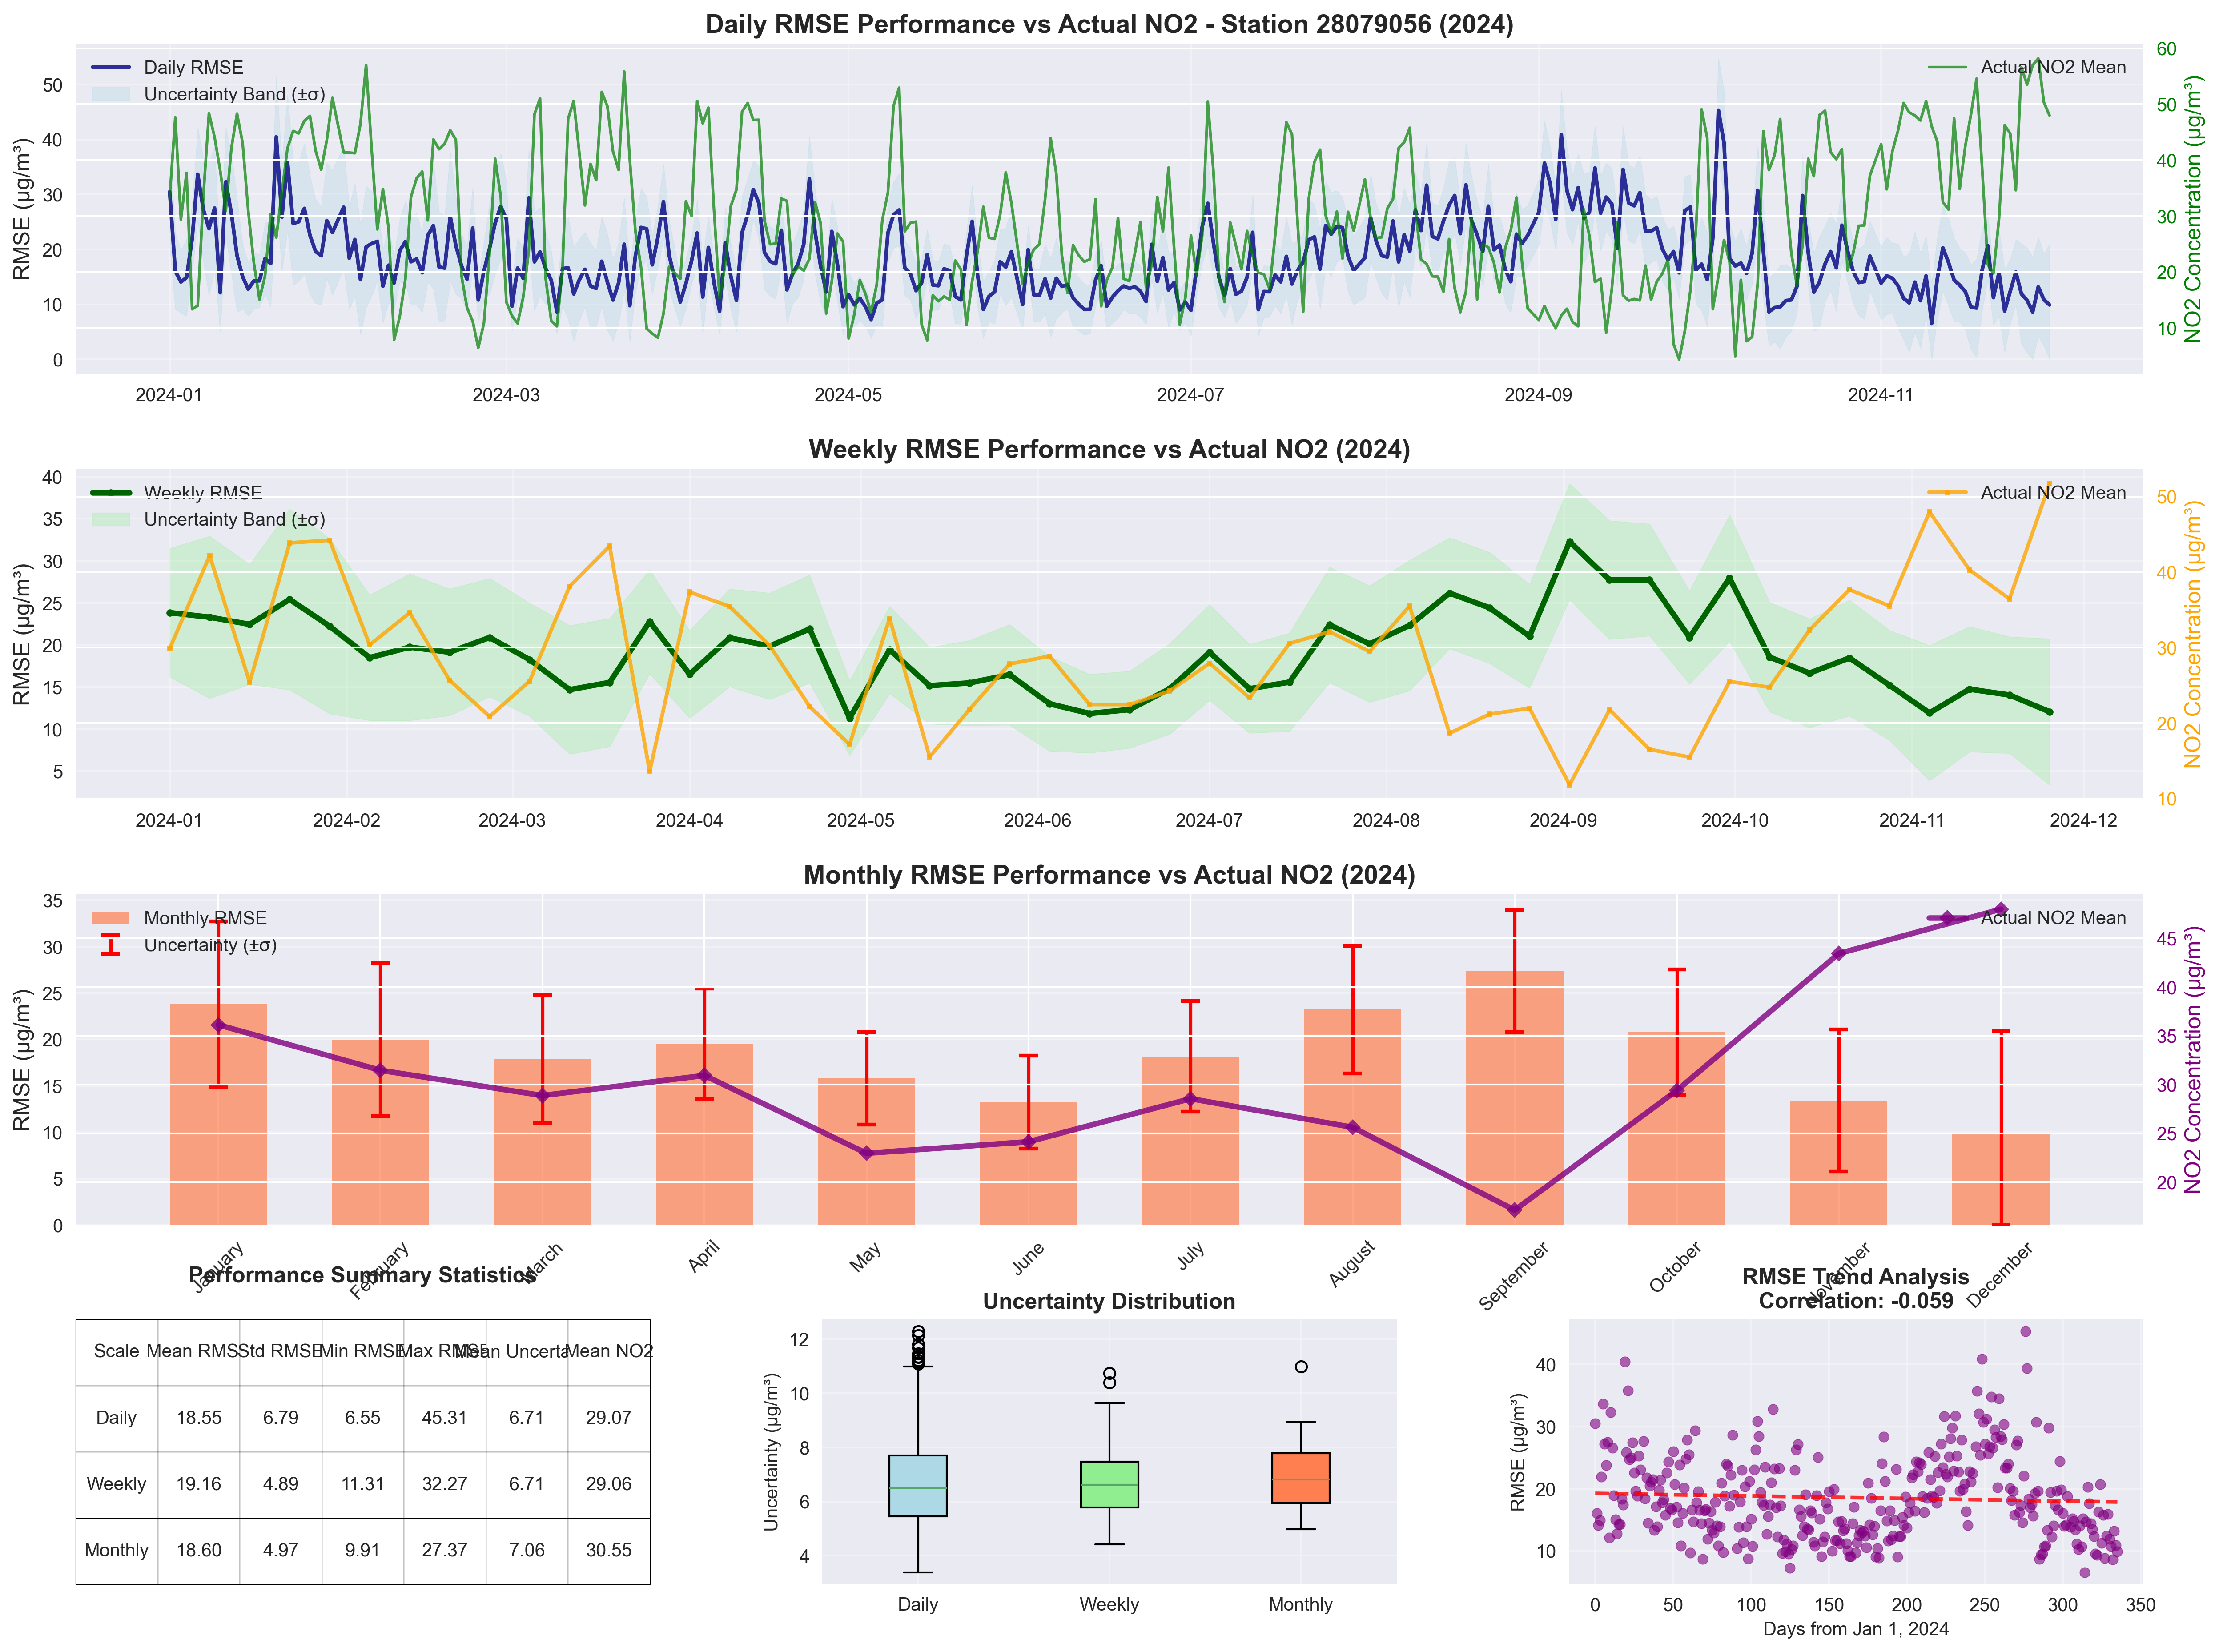 Daily RMSE Performance vs Actual NO2 - Station 28079056 (2024)
Daily RMSE
Uncertainty Band (±σ)
Actual NO2 Mean
RMSE (µg/m³)
50
40
30
20
10
0
NO2 Concentration (µg/m³)
60
50
40
30
20
10
2024-01 2024-03 2024-05 2024-07 2024-09 2024-11
Weekly RMSE Performance vs Actual NO2 (2024)
Weekly RMSE
Uncertainty Band (±σ)
Actual NO2 Mean
RMSE (µg/m³)
40
35
30
25
20
15
10
5
NO2 Concentration (µg/m³)
50
40
30
20
10
2024-01 2024-02 2024-03 2024-04 2024-05 2024-06 2024-07 2024-08 2024-09 2024-10 2024-11 2024-12
Monthly RMSE Performance vs Actual NO2 (2024)
Monthly RMSE
Uncertainty (±σ)
Actual NO2 Mean
RMSE (µg/m³)
35
30
25
20
15
10
5
0
NO2 Concentration (µg/m³)
45
40
35
30
25
20
January February March April May June July August September October November December
Performance Summary Statistics
Scale Mean RMS Std RMSE Min RMSE Max RMSE Mean Uncerta Mean NO2
Daily 18.55 6.79 6.55 45.31 6.71 29.07
Weekly 19.16 4.89 11.31 32.27 6.71 29.06
Monthly 18.60 4.97 9.91 27.37 7.06 30.55
Uncertainty Distribution
Uncertainty (µg/m³)
12
10
8
6
4
Daily Weekly Monthly
RMSE Trend Analysis
Correlation: -0.059
RMSE (µg/m³)
40
30
20
10
0 50 100 150 200 250 300 350
Days from Jan 1, 2024